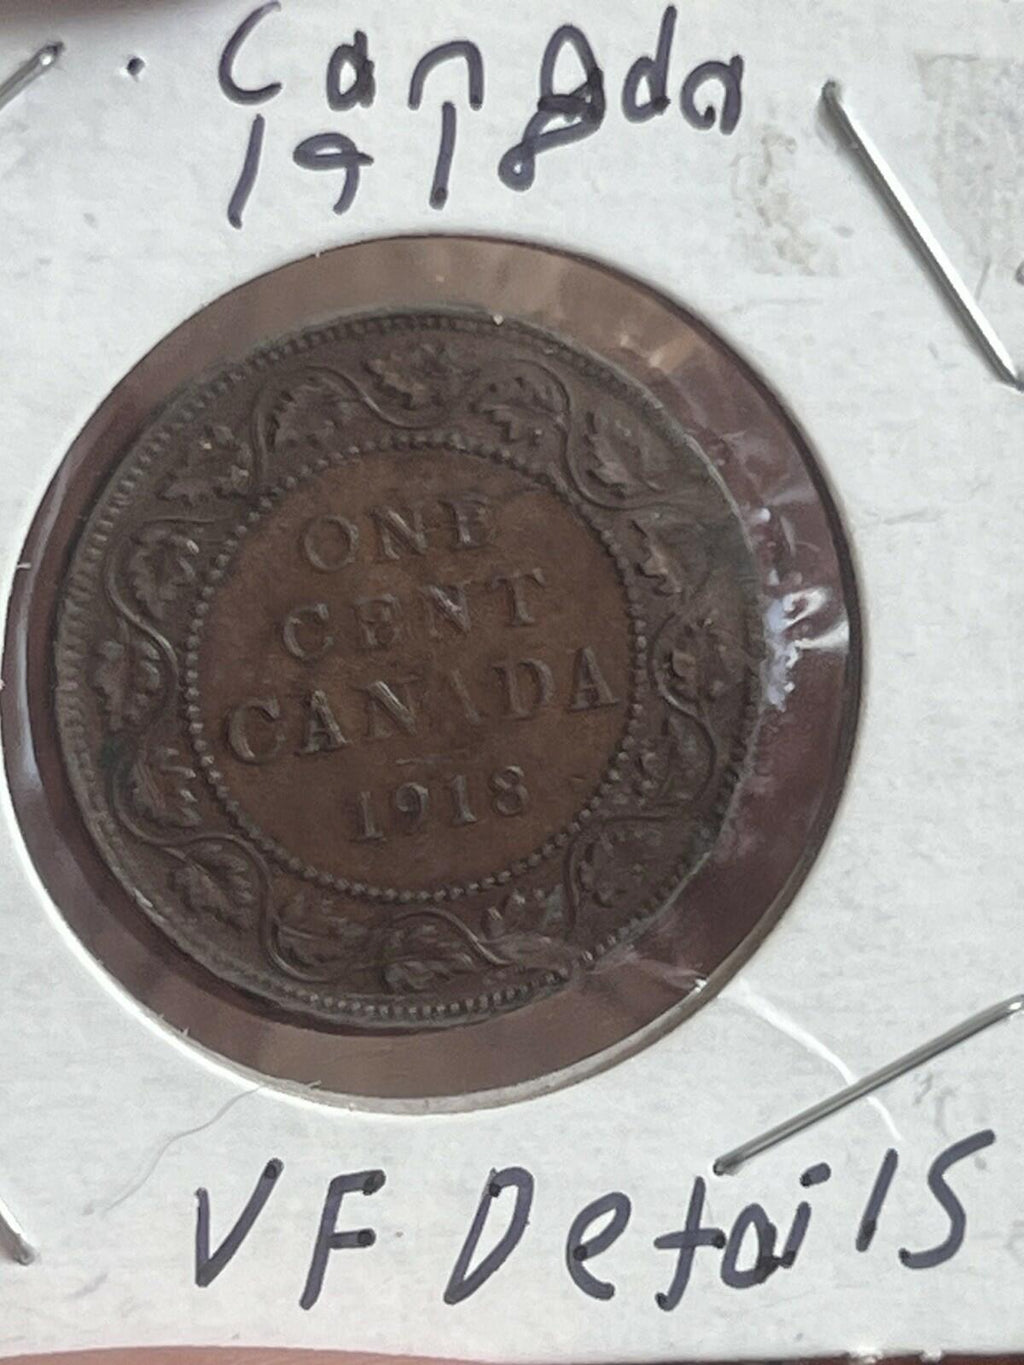 Canada
1918
ONE
CENT
CANADA
1918
VF Details